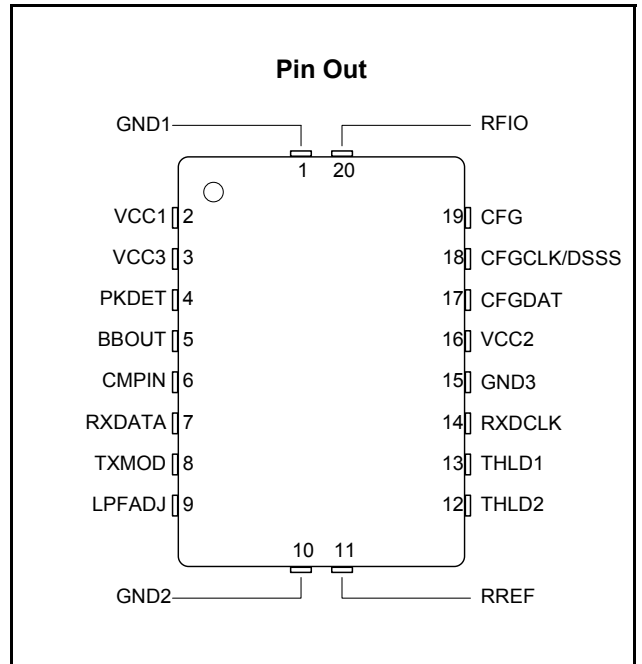 Pin Out
GND1 RFIO
1 20
VCC1 2 19 CFG
VCC3 3 18 CFGCLK/DSSS
PKDET 4 17 CFGDAT
BBOUT 5 16 VCC2
CMPIN 6 15 GND3
RXDATA 7 14 RXDCLK
TXMOD 8 13 THLD1
LPFADJ 9 12 THLD2
10 11
GND2 RREF